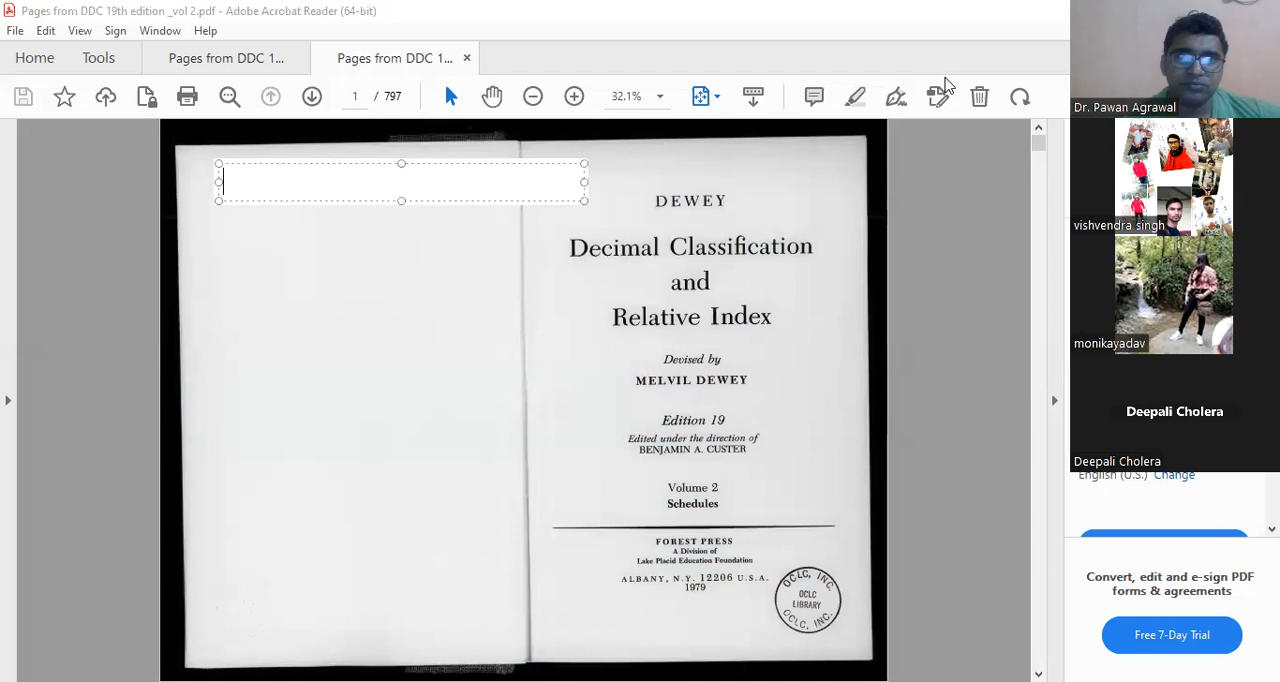 Pages from DDC 19th edition _vol 2.pdf - Adobe Acrobat Reader (64-bit)
File Edit View Sign Window Help
Home Tools Pages from DDC 1... Pages from DDC 1... ×
1 / 797 32.1%
DEWEY
Decimal Classification
and
Relative Index
Devised by
MELVIL DEWEY
Edition 19
Edited under the direction of
BENJAMIN A. CUSTER
Volume 2
Schedules
FOREST PRESS
A Division of
Lake Placid Education Foundation
ALBANY, N.Y. 12206 U.S.A.
1979
OCLC, INC.
OCLC
LIBRARY
OCLC, INC.
Dr. Pawan Agrawal
vishvendra singh
monikayadav
Deepali Cholera
Deepali Cholera
English (U.S.) Change
Convert, edit and e-sign PDF
forms & agreements
Free 7-Day Trial